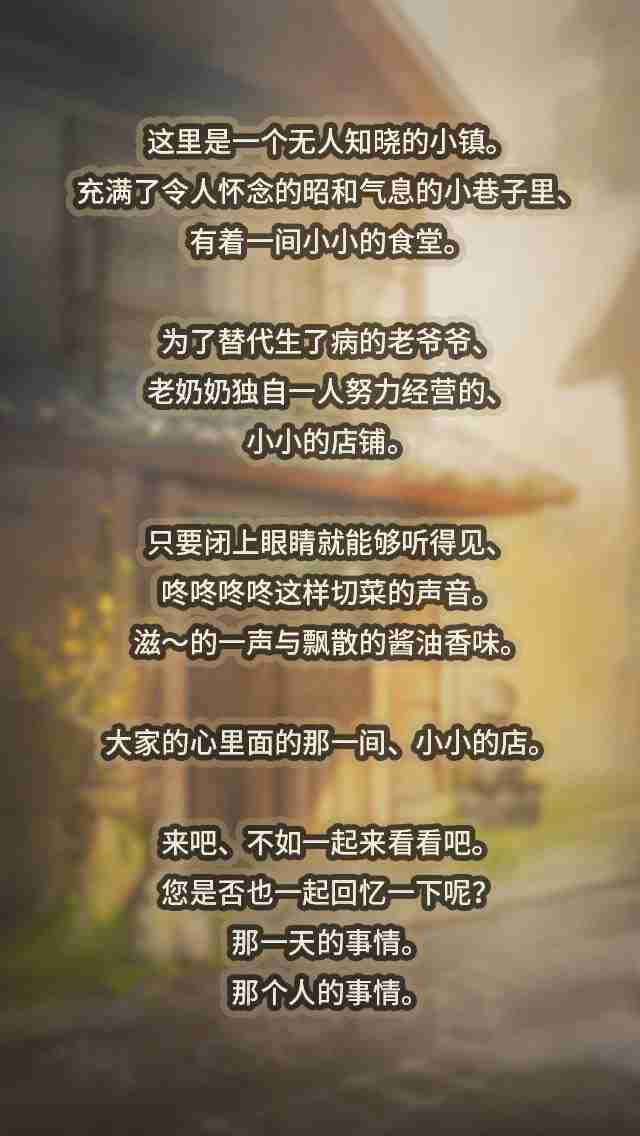 这里是一个无人知晓的小镇。
充满了令人怀念的昭和气息的小巷子里、
有着一间小小的食堂。
为了替代生了病的老爷爷、
老奶奶独自一人努力经营的、
小小的店铺。
只要闭上眼睛就能够听得见、
咚咚咚咚这样切菜的声音。
滋～的一声与飘散的酱油香味。
大家的心里面的那一间、小小的店。
来吧、不如一起来看看吧。
您是否也一起回忆一下呢？
那一天的事情。
那个人的事情。